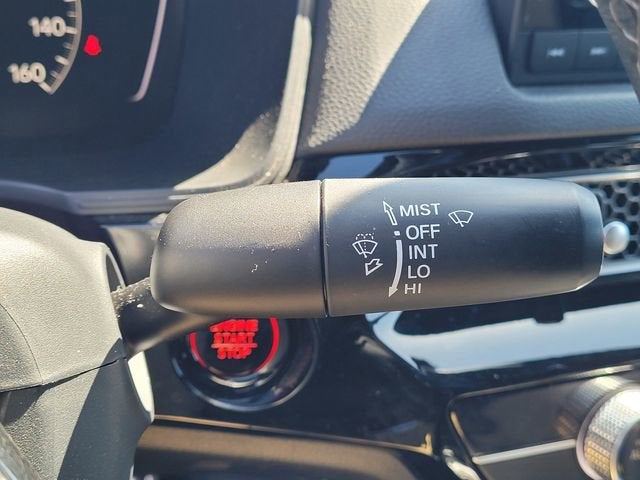 140
160
MIST
OFF
INT
LO
HI
ENGINE
START
STOP